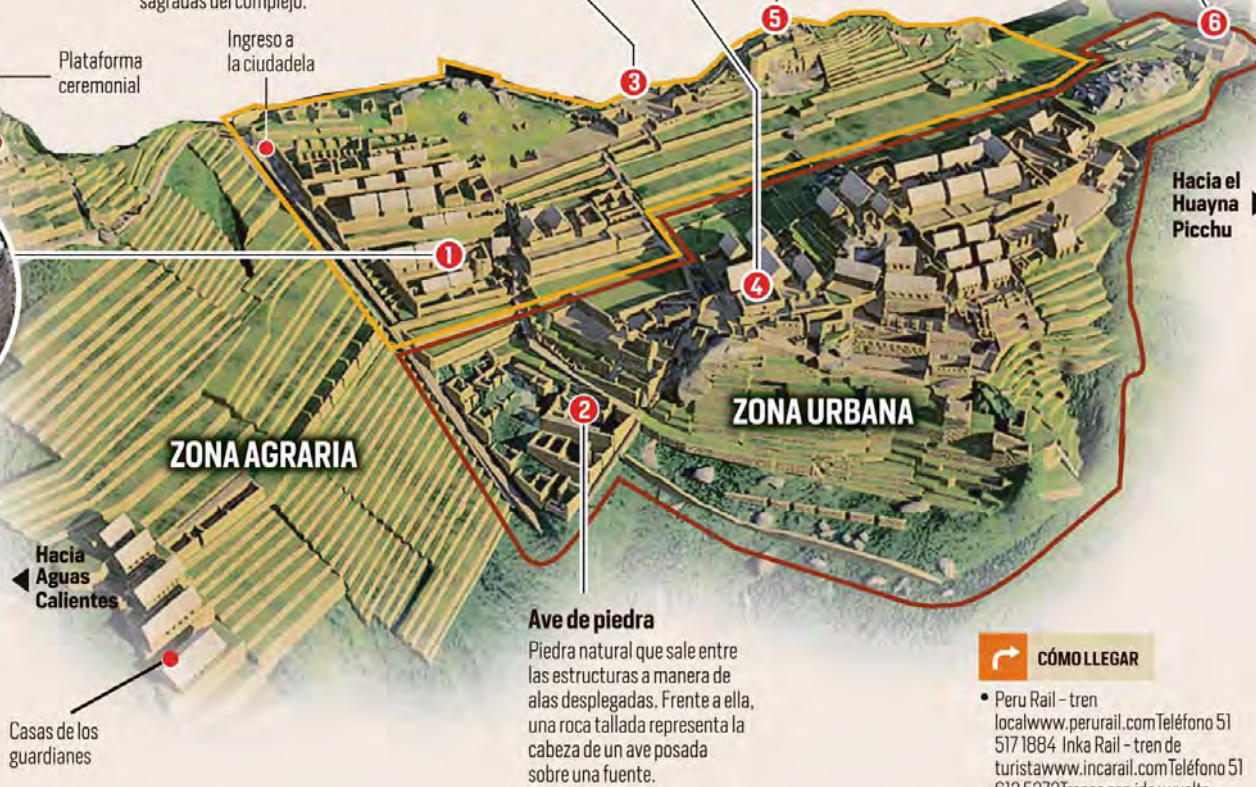 sagradas del complejo.
Plataforma
ceremonial
Ingreso a
la ciudadela
5
6
3
Hacia el
Huayna
Picchu
1
4
2
ZONA URBANA
ZONA AGRARIA
Hacia
Aguas
Calientes
Casas de los
guardianes
Ave de piedra
Piedra natural que sale entre
las estructuras a manera de
alas desplegadas. Frente a ella,
una roca tallada representa la
cabeza de un ave posada
sobre una fuente.
CÓMO LLEGAR
• Peru Rail – tren
localwww.perurail.comTeléfono 51
517 1884 Inka Rail – tren de
turistawww.incarail.comTeléfono 51